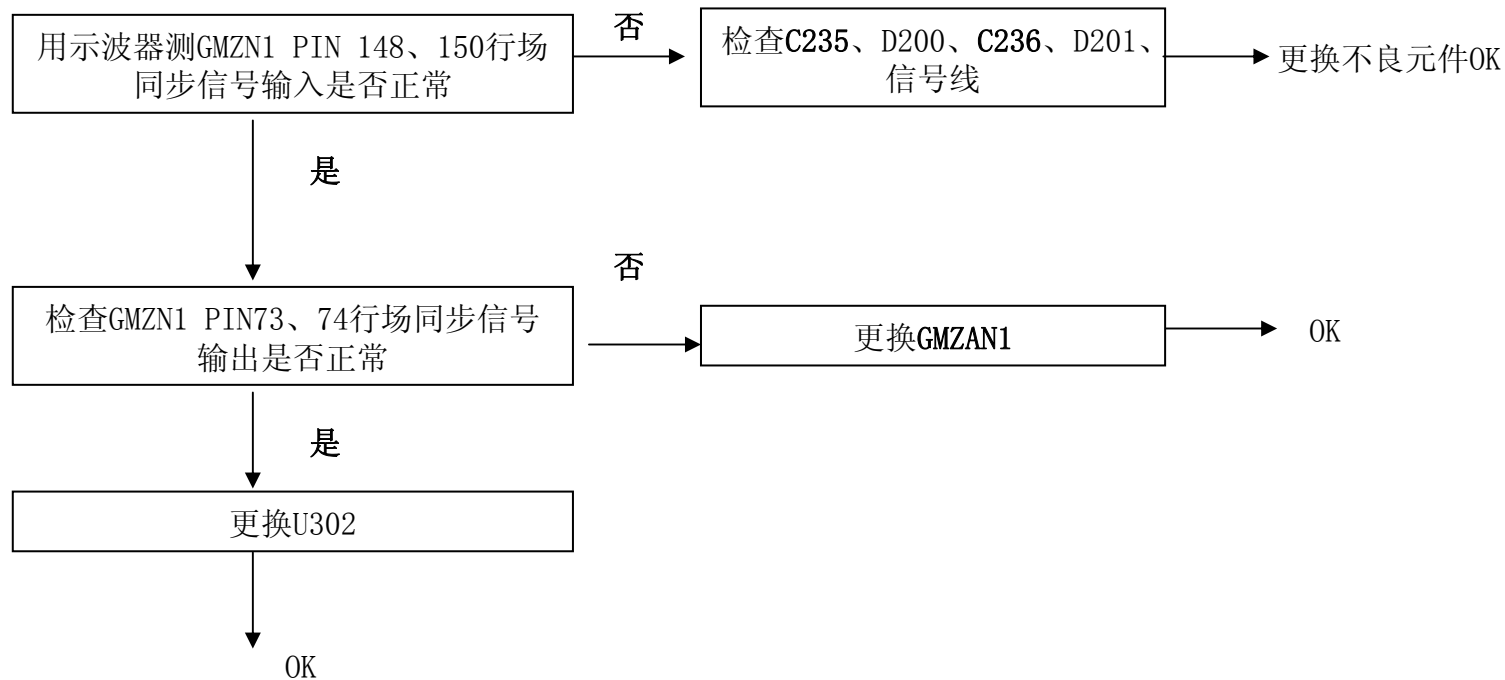 用示波器测GMZN1 PIN 148、150行场
同步信号输入是否正常
否
检查C235、D200、C236、D201、
信号线
更换不良元件OK
是
检查GMZN1 PIN73、74行场同步信号
输出是否正常
否
更换GMZAN1
OK
是
更换U302
OK